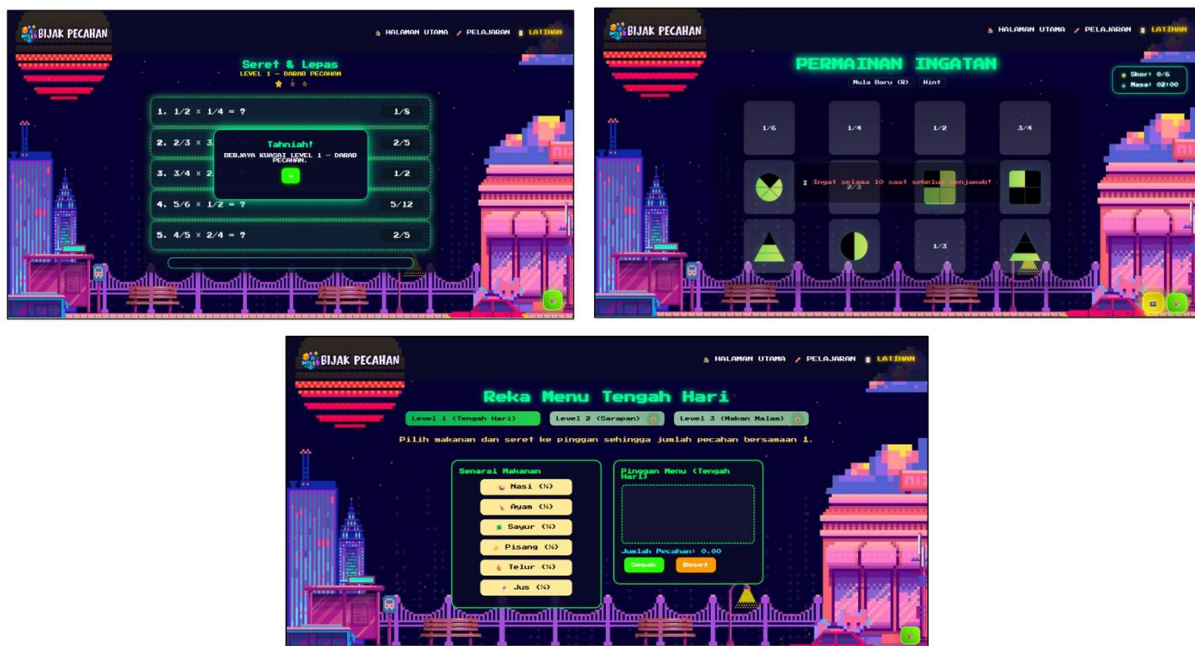 BIJAK PECAHAN
HALAMAN UTAMA PELAJARAN LATIHAN
Seret & Lepas
LEVEL 1 – DARAB PECAHAN
1. 1/2 × 1/4 = ? 1/8
2. 2/3 × 3 2/5
3. 3/4 × 2 1/2
4. 5/6 × 1/2 = ? 5/12
5. 4/5 × 2/4 = ? 2/5
Tahniah!
BERJAYA KUASAI LEVEL 1 – DARAB
PECAHAN.
BIJAK PECAHAN
HALAMAN UTAMA PELAJARAN LATIHAN
PERMAINAN INGATAN
Mula Baru (R) Hint
Skor: 0/6
Masa: 02:00
1/6 1/4 1/2 3/4
2/3
Ingat selama 10 saat sebelum menjawab!
1/3
BIJAK PECAHAN
HALAMAN UTAMA PELAJARAN LATIHAN
Reka Menu Tengah Hari
Level 1 (Tengah Hari) Level 2 (Sarapan) Level 3 (Makan Malam)
Pilih makanan dan seret ke pinggan sehingga jumlah pecahan bersamaan 1.
Senarai Makanan
Nasi
Ayam
Sayur
Pisang
Telur
Jus
Pinggan Menu (Tengah
Hari)
Jumlah Pecahan: 0.00
Semak Reset